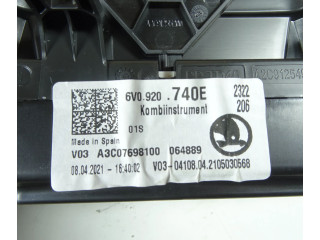 6V0.920 .740E 2322
Kombiinstrument 206
01S
Made in Spain
V03 A3C07698100 064889
08.04.2021 - 16:40:02 V03-04108.04.2105030568